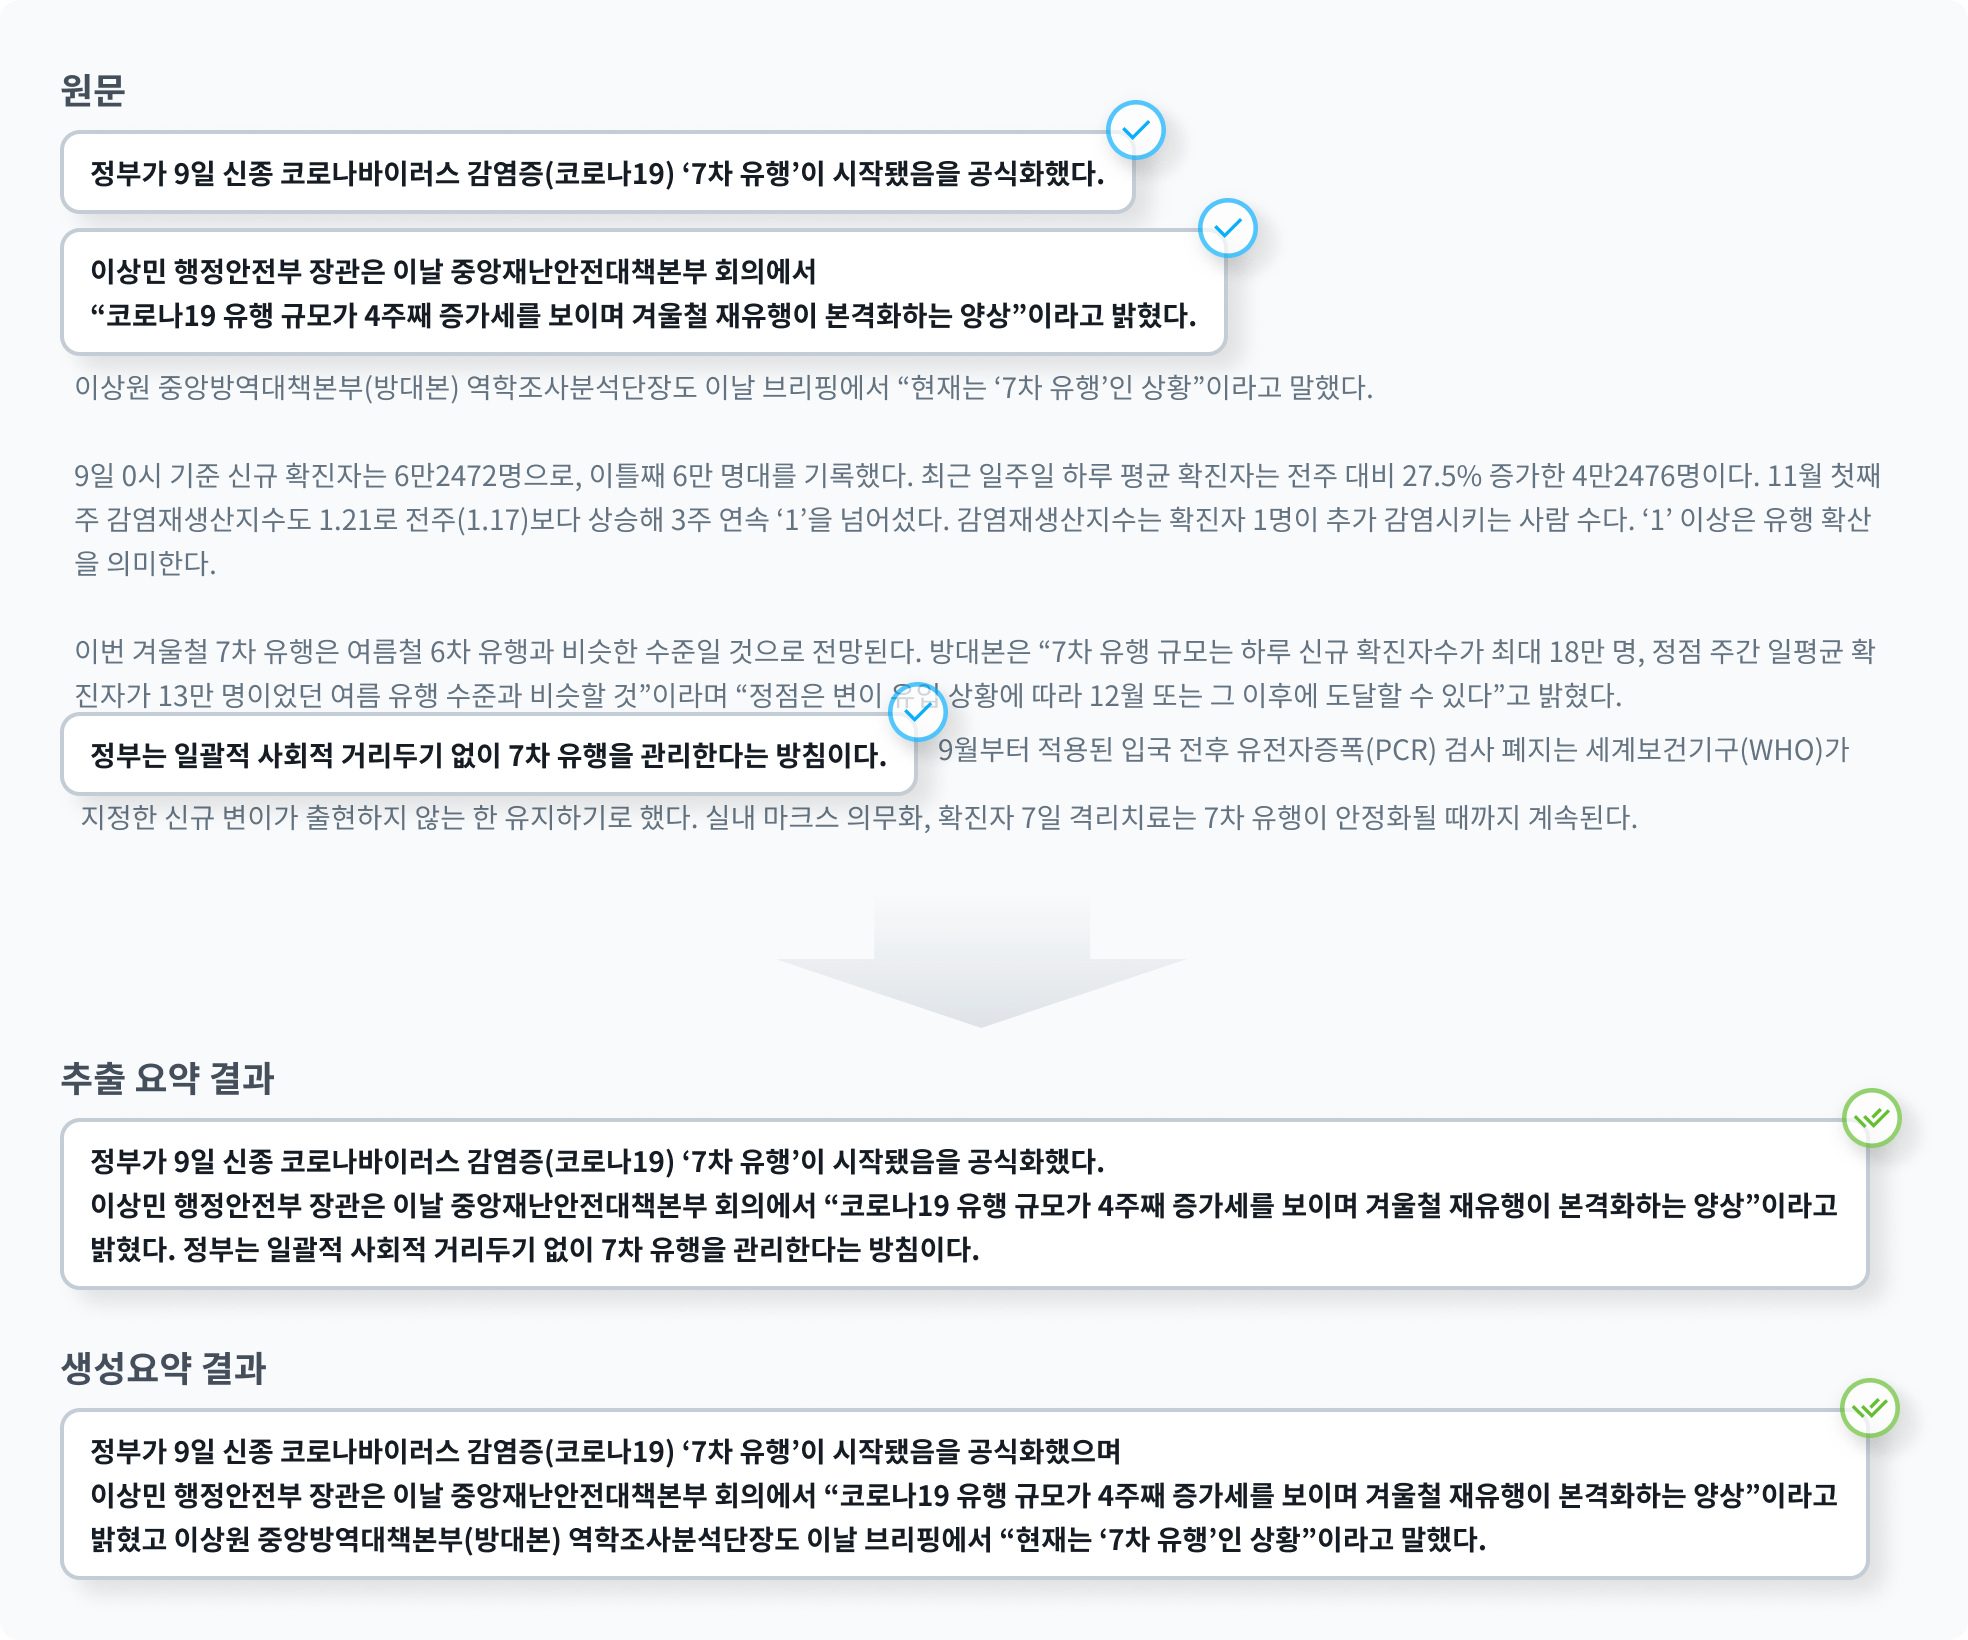 원문
정부가 9일 신종 코로나바이러스 감염증(코로나19) ‘7차 유행’이 시작됐음을 공식화했다.
이상민 행정안전부 장관은 이날 중앙재난안전대책본부 회의에서
“코로나19 유행 규모가 4주째 증가세를 보이며 겨울철 재유행이 본격화하는 양상”이라고 밝혔다.
이상원 중앙방역대책본부(방대본) 역학조사분석단장도 이날 브리핑에서 “현재는 ‘7차 유행’인 상황”이라고 말했다.
9일 0시 기준 신규 확진자는 6만2472명으로, 이틀째 6만 명대를 기록했다. 최근 일주일 하루 평균 확진자는 전주 대비 27.5% 증가한 4만2476명이다. 11월 첫째
주 감염재생산지수도 1.21로 전주(1.17)보다 상승해 3주 연속 ‘1’을 넘어섰다. 감염재생산지수는 확진자 1명이 추가 감염시키는 사람 수다. ‘1’ 이상은 유행 확산
을 의미한다.
이번 겨울철 7차 유행은 여름철 6차 유행과 비슷한 수준일 것으로 전망된다. 방대본은 “7차 유행 규모는 하루 신규 확진자수가 최대 18만 명, 정점 주간 일평균 확
진자가 13만 명이었던 여름 유행 수준과 비슷할 것”이라며 “정점은 변이 유입 상황에 따라 12월 또는 그 이후에 도달할 수 있다”고 밝혔다.
정부는 일괄적 사회적 거리두기 없이 7차 유행을 관리한다는 방침이다. 9월부터 적용된 입국 전후 유전자증폭(PCR) 검사 폐지는 세계보건기구(WHO)가
지정한 신규 변이가 출현하지 않는 한 유지하기로 했다. 실내 마크스 의무화, 확진자 7일 격리치료는 7차 유행이 안정화될 때까지 계속된다.
추출 요약 결과
정부가 9일 신종 코로나바이러스 감염증(코로나19) ‘7차 유행’이 시작됐음을 공식화했다.
이상민 행정안전부 장관은 이날 중앙재난안전대책본부 회의에서 “코로나19 유행 규모가 4주째 증가세를 보이며 겨울철 재유행이 본격화하는 양상”이라고
밝혔다. 정부는 일괄적 사회적 거리두기 없이 7차 유행을 관리한다는 방침이다.
생성요약 결과
정부가 9일 신종 코로나바이러스 감염증(코로나19) ‘7차 유행’이 시작됐음을 공식화했으며
이상민 행정안전부 장관은 이날 중앙재난안전대책본부 회의에서 “코로나19 유행 규모가 4주째 증가세를 보이며 겨울철 재유행이 본격화하는 양상”이라고
밝혔고 이상원 중앙방역대책본부(방대본) 역학조사분석단장도 이날 브리핑에서 “현재는 ‘7차 유행’인 상황”이라고 말했다.